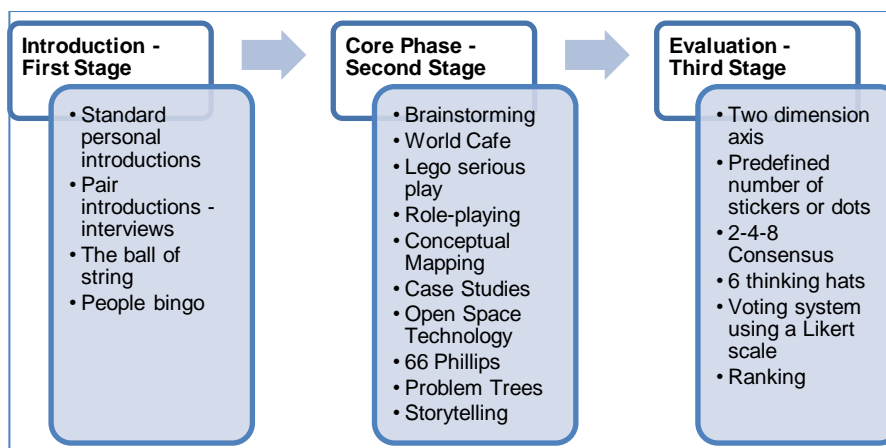 Introduction -
First Stage
• Standard
personal
introductions
• Pair
introductions -
interviews
• The ball of
string
• People bingo
Core Phase -
Second Stage
• Brainstorming
• World Cafe
• Lego serious
play
• Role-playing
• Conceptual
Mapping
• Case Studies
• Open Space
Technology
• 66 Phillips
• Problem Trees
• Storytelling
Evaluation -
Third Stage
• Two dimension
axis
• Predefined
number of
stickers or dots
• 2-4-8
Consensus
• 6 thinking hats
• Voting system
using a Likert
scale
• Ranking